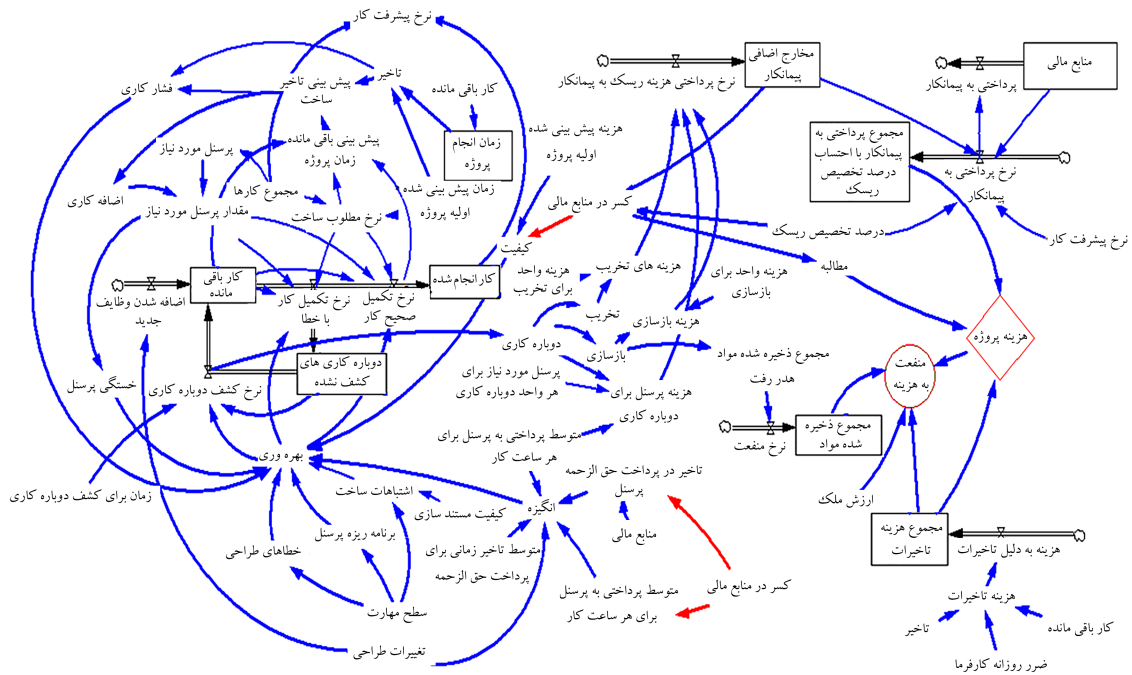 نرخ پیشرفت کار
مخارج اضافی
پیمانکار
منابع مالی
نرخ پرداختی هزینه ریسک به پیمانکار
پرداختی به
پیمانکار
تاخیر
پیش بینی تاخیر
ساخت
فشار کاری
کار باقی مانده
هزینه پیش بینی شده
اولیه پروژه
زمان انجام
پروژه
پیش بینی باقی مانده
زمان پروژه
پرسنل مورد نیاز
مجموع پرداختی به
پیمانکار با احتساب
درصد تخصیص
ریسک
نرخ پرداختی به
پیمانکار
مجموع کارها
زمان پیش بینی شده
اولیه پروژه
اضافه کاری
مقدار پرسنل مورد نیاز
نرخ مطلوب ساخت
کسر در منابع مالی
درصد تخصیص ریسک
نرخ پیشرفت کار
کیفیت
مطالبه
کار باقی
مانده
کار انجام شده
هزینه واحد
برای تخریب
هزینه های تخریب
هزینه واحد برای
بازسازی
اضافه شدن وظایف
جدید
نرخ تکمیل کار
با خطا
نرخ تکمیل
صحیح کار
تخریب
هزینه بازسازی
دوباره کاری
بازسازی
هزینه پروژه
مجموع ذخیره شده مواد
هدر رفت
دوباره کاری های
کشف نشده
منفعت
به هزینه
خستگی پرسنل
نرخ کشف دوباره کاری
پرسنل مورد نیاز برای
هر واحد دوباره کاری
هزینه پرسنل برای
دوباره کاری
مجموع ذخیره
شده مواد
نرخ منفعت
متوسط پرداختی به پرسنل برای
هر ساعت کار
بهره وری
تاخیر در پرداخت حق الزحمه
پرسنل
زمان برای کشف دوباره کاری
اشتباهات ساخت
کیفیت مستند سازی
انگیزه
ارزش ملک
برنامه ریزه پرسنل
منابع مالی
خطاهای طراحی
متوسط تاخیر زمانی برای
پرداخت حق الزحمه
مجموع هزینه
تاخیرات
هزینه به دلیل تاخیرات
متوسط پرداختی به پرسنل
برای هر ساعت کار
کسر در منابع مالی
هزینه تاخیرات
سطح مهارت
تاخیر
کار باقی مانده
تغییرات طراحی
ضرر روزانه کارفرما